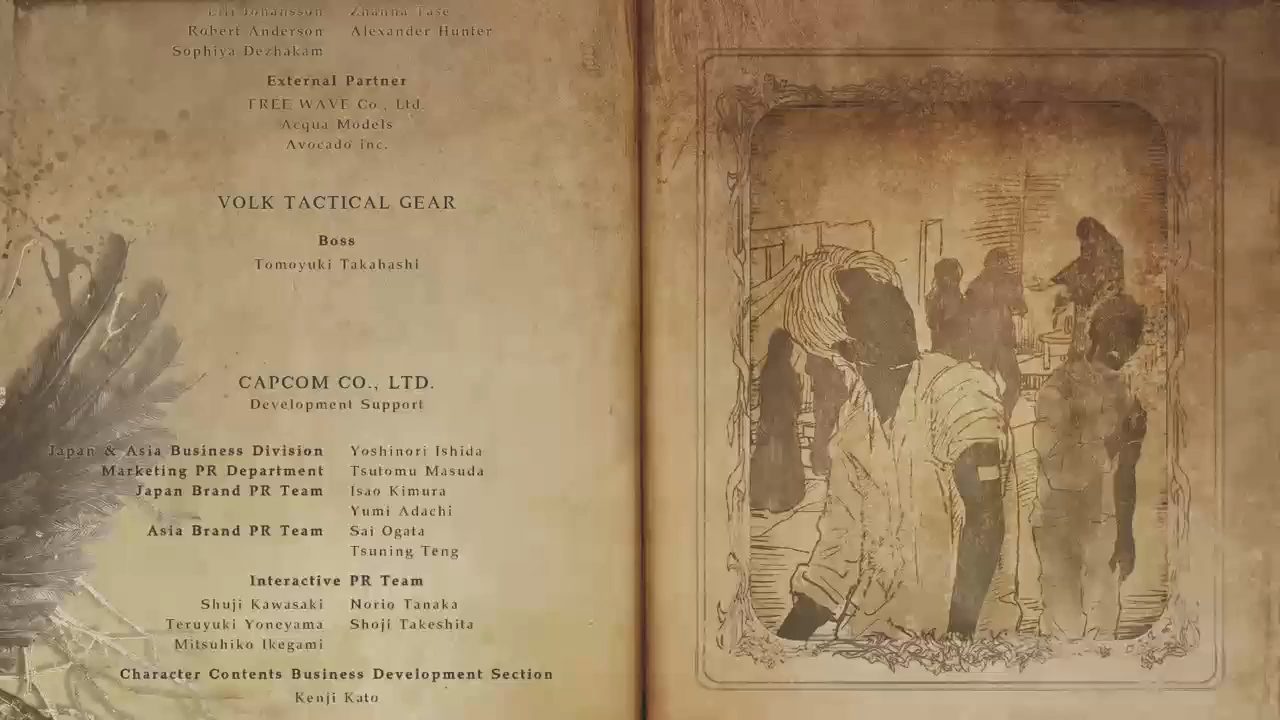 Robert Anderson Alexander Hunter
Sophiya Dezhakam
External Partner
FREE WAVE Co., Ltd.
Acqua Models
Avocado inc.
VOLK TACTICAL GEAR
Boss
Tomoyuki Takahashi
CAPCOM CO., LTD.
Development Support
Japan & Asia Business Division Yoshinori Ishida
Marketing PR Department Tsutomu Masuda
Japan Brand PR Team Isao Kimura
Yumi Adachi
Asia Brand PR Team Sai Ogata
Tsuning Teng
Interactive PR Team
Shuji Kawasaki Norio Tanaka
Teruyuki Yoneyama Shoji Takeshita
Mitsuhiko Ikegami
Character Contents Business Development Section
Kenji Kato